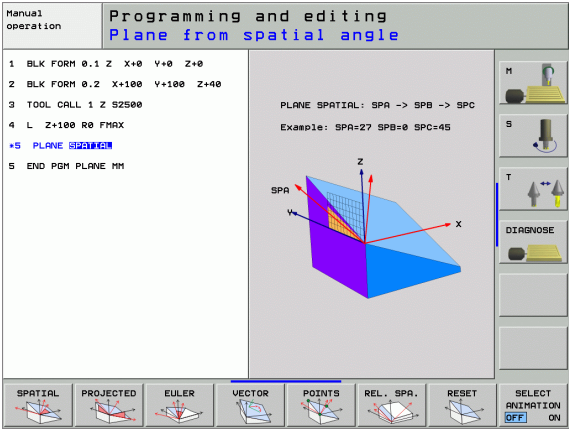 Manual
operation
Programming and editing
Plane from spatial angle
1 BLK FORM 0.1 Z X+0 Y+0 Z+0
2 BLK FORM 0.2 X+100 Y+100 Z+40
3 TOOL CALL 1 Z S2500
4 L Z+100 R0 FMAX
*5 PLANE SPATIAL
5 END PGM PLANE MM
PLANE SPATIAL: SPA -> SPB -> SPC
Example: SPA=27 SPB=0 SPC=45
Z
SPA
Y
X
M
S
T
DIAGNOSE
SPATIAL PROJECTED EULER VECTOR POINTS REL. SPA. RESET SELECT
ANIMATION
OFF ON